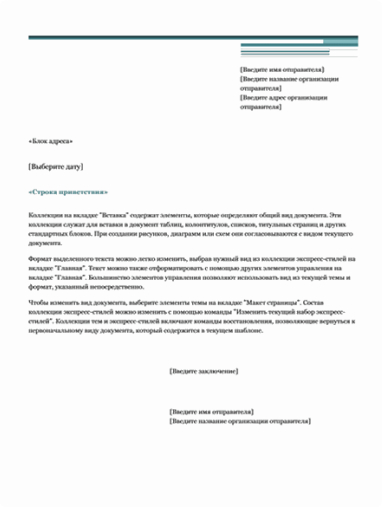 [Введите имя отправителя]
[Введите название организации
отправителя]
[Введите адрес организации
отправителя]
«Блок адреса»
[Выберите дату]
«Строка приветствия»
Коллекции на вкладке "Вставка" содержат элементы, которые определяют общий вид документа. Эти
коллекции служат для вставки в документ таблиц, колонтитулов, списков, титульных страниц и других
стандартных блоков. При создании рисунков, диаграмм или схем они согласовываются с видом текущего
документа.
Формат выделенного текста можно легко изменить, выбрав нужный вид из коллекции экспресс-стилей на
вкладке "Главная". Текст можно также отформатировать с помощью других элементов управления на
вкладке "Главная". Большинство элементов управления позволяют использовать вид из текущей темы и
формат, указанный непосредственно.
Чтобы изменить вид документа, выберите элементы темы на вкладке "Макет страницы". Состав
коллекции экспресс-стилей можно изменить с помощью команды "Изменить текущий набор экспресс-
стилей". Коллекции тем и экспресс-стилей включают команды восстановления, позволяющие вернуться к
первоначальному виду документа, который содержится в текущем шаблоне.
[Введите заключение]
[Введите имя отправителя]
[Введите название организации отправителя]